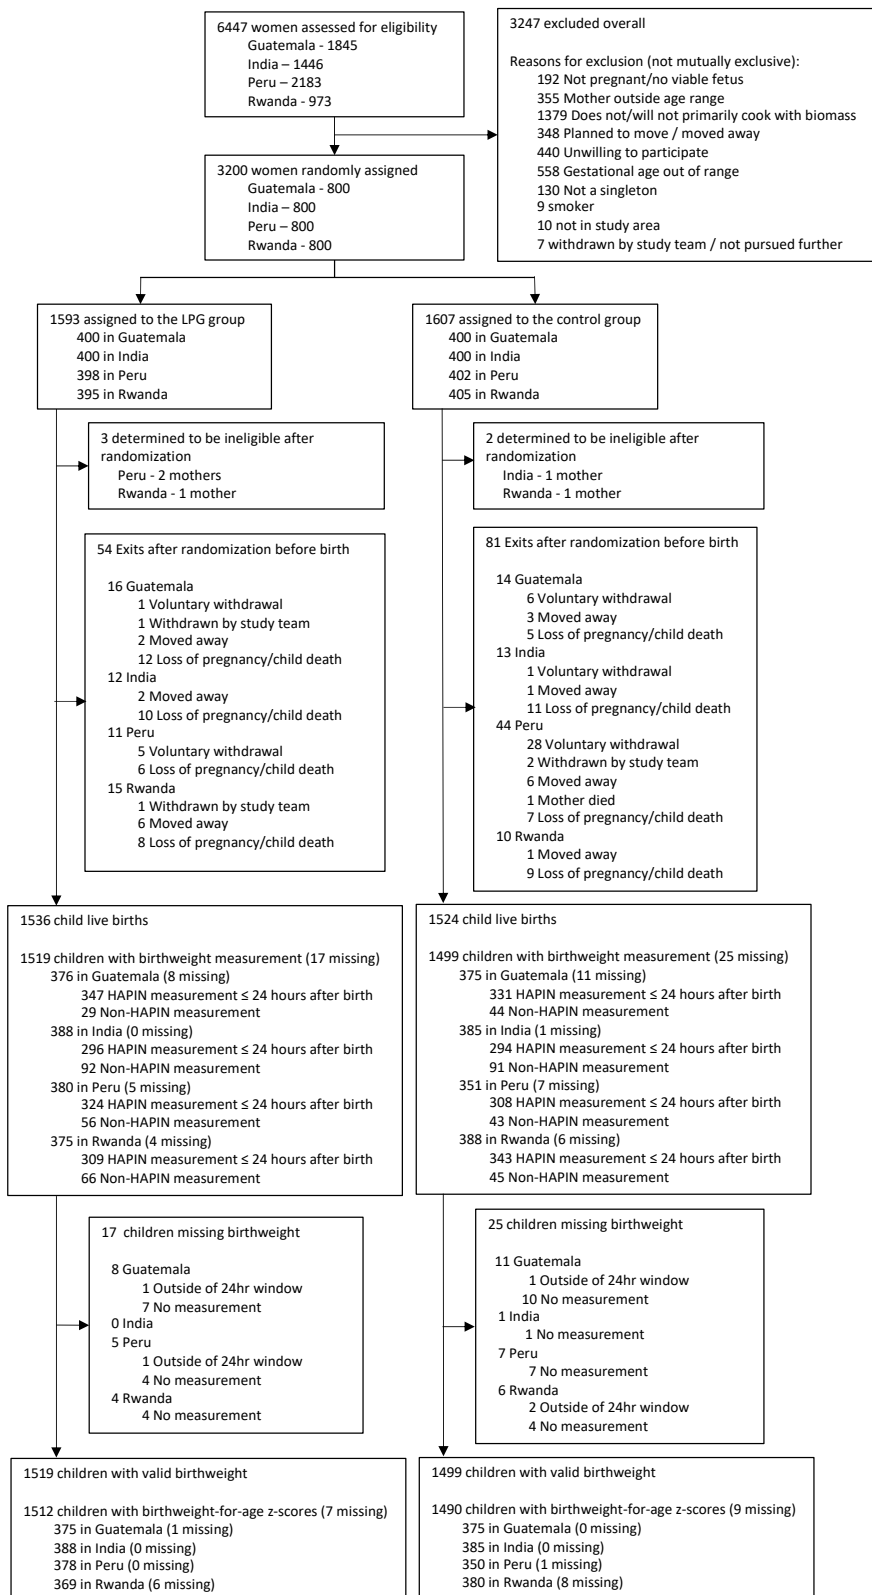 6447 women assessed for eligibility
Guatemala - 1845
India – 1446
Peru – 2183
Rwanda - 973
3247 excluded overall
Reasons for exclusion (not mutually exclusive):
192 Not pregnant/no viable fetus
355 Mother outside age range
1379 Does not/will not primarily cook with biomass
348 Planned to move / moved away
440 Unwilling to participate
558 Gestational age out of range
130 Not a singleton
9 smoker
10 not in study area
7 withdrawn by study team / not pursued further
3200 women randomly assigned
Guatemala - 800
India – 800
Peru – 800
Rwanda – 800
1593 assigned to the LPG group
400 in Guatemala
400 in India
398 in Peru
395 in Rwanda
1607 assigned to the control group
400 in Guatemala
400 in India
402 in Peru
405 in Rwanda
3 determined to be ineligible after
randomization
Peru - 2 mothers
Rwanda - 1 mother
2 determined to be ineligible after
randomization
India - 1 mother
Rwanda - 1 mother
54 Exits after randomization before birth
16 Guatemala
1 Voluntary withdrawal
1 Withdrawn by study team
2 Moved away
12 Loss of pregnancy/child death
12 India
2 Moved away
10 Loss of pregnancy/child death
11 Peru
5 Voluntary withdrawal
6 Loss of pregnancy/child death
15 Rwanda
1 Withdrawn by study team
6 Moved away
8 Loss of pregnancy/child death
81 Exits after randomization before birth
14 Guatemala
6 Voluntary withdrawal
3 Moved away
5 Loss of pregnancy/child death
13 India
1 Voluntary withdrawal
1 Moved away
11 Loss of pregnancy/child death
44 Peru
28 Voluntary withdrawal
2 Withdrawn by study team
6 Moved away
1 Mother died
7 Loss of pregnancy/child death
10 Rwanda
1 Moved away
9 Loss of pregnancy/child death
1536 child live births
1519 children with birthweight measurement (17 missing)
376 in Guatemala (8 missing)
347 HAPIN measurement ≤ 24 hours after birth
29 Non-HAPIN measurement
388 in India (0 missing)
296 HAPIN measurement ≤ 24 hours after birth
92 Non-HAPIN measurement
380 in Peru (5 missing)
324 HAPIN measurement ≤ 24 hours after birth
56 Non-HAPIN measurement
375 in Rwanda (4 missing)
309 HAPIN measurement ≤ 24 hours after birth
66 Non-HAPIN measurement
1524 child live births
1499 children with birthweight measurement (25 missing)
375 in Guatemala (11 missing)
331 HAPIN measurement ≤ 24 hours after birth
44 Non-HAPIN measurement
385 in India (1 missing)
294 HAPIN measurement ≤ 24 hours after birth
91 Non-HAPIN measurement
351 in Peru (7 missing)
308 HAPIN measurement ≤ 24 hours after birth
43 Non-HAPIN measurement
388 in Rwanda (6 missing)
343 HAPIN measurement ≤ 24 hours after birth
45 Non-HAPIN measurement
17 children missing birthweight
8 Guatemala
1 Outside of 24hr window
7 No measurement
0 India
5 Peru
1 Outside of 24hr window
4 No measurement
4 Rwanda
4 No measurement
25 children missing birthweight
11 Guatemala
1 Outside of 24hr window
10 No measurement
1 India
1 No measurement
7 Peru
7 No measurement
6 Rwanda
2 Outside of 24hr window
4 No measurement
1519 children with valid birthweight
1512 children with birthweight-for-age z-scores (7 missing)
375 in Guatemala (1 missing)
388 in India (0 missing)
378 in Peru (0 missing)
369 in Rwanda (6 missing)
1499 children with valid birthweight
1490 children with birthweight-for-age z-scores (9 missing)
375 in Guatemala (0 missing)
385 in India (0 missing)
350 in Peru (1 missing)
380 in Rwanda (8 missing)